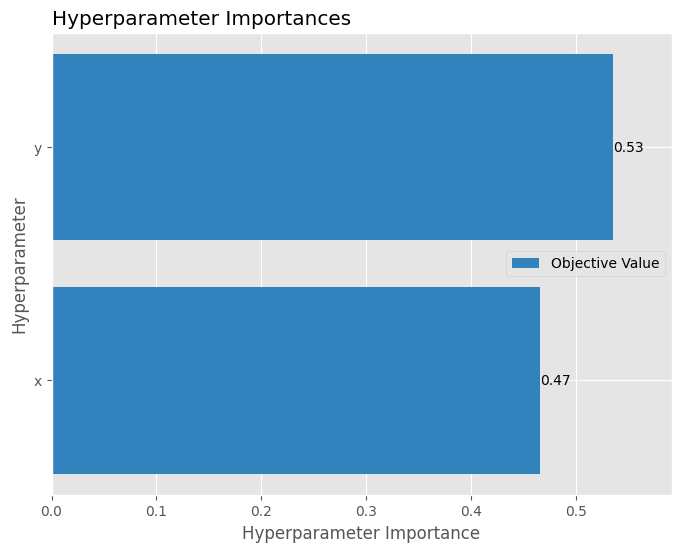 Hyperparameter Importances
Hyperparameter
y
0.53
Objective Value
x
0.47
0.0 0.1 0.2 0.3 0.4 0.5
Hyperparameter Importance